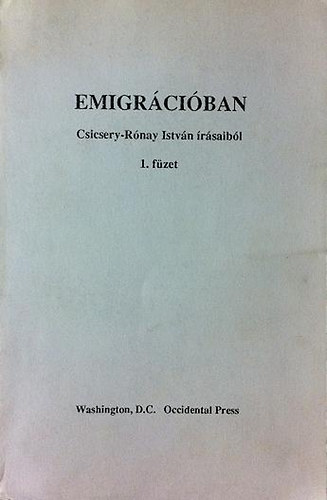 EMIGRÁCIÓBAN
Csicsery-Rónay István írásaiból
1. füzet
Washington, D.C. Occidental Press